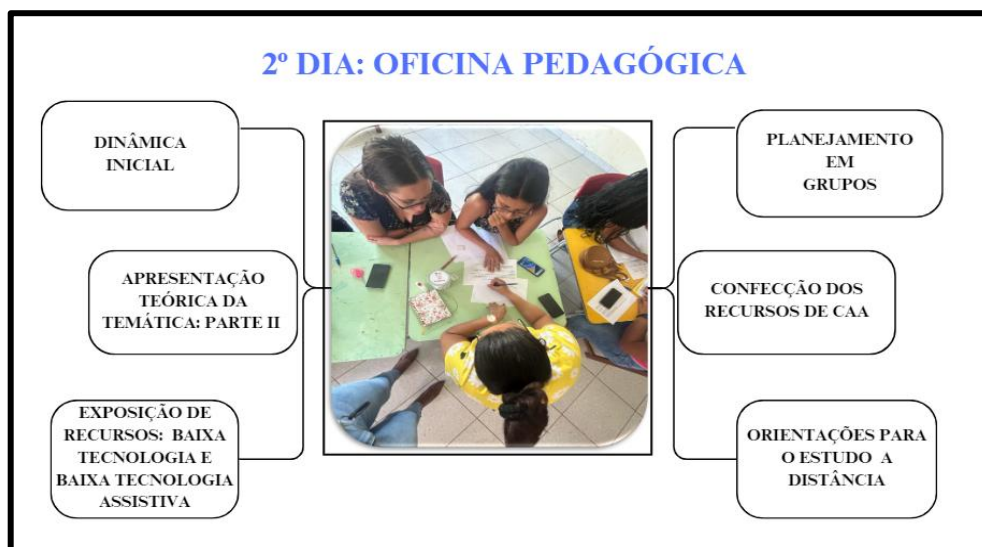 2º DIA: OFICINA PEDAGÓGICA
DINÂMICA
INICIAL
APRESENTAÇÃO
TEÓRICA DA
TEMÁTICA: PARTE II
EXPOSIÇÃO DE
RECURSOS: BAIXA
TECNOLOGIA E
BAIXA TECNOLOGIA
ASSISTIVA
PLANEJAMENTO
EM
GRUPOS
CONFECÇÃO DOS
RECURSOS DE CAA
ORIENTAÇÕES PARA
O ESTUDO A
DISTÂNCIA